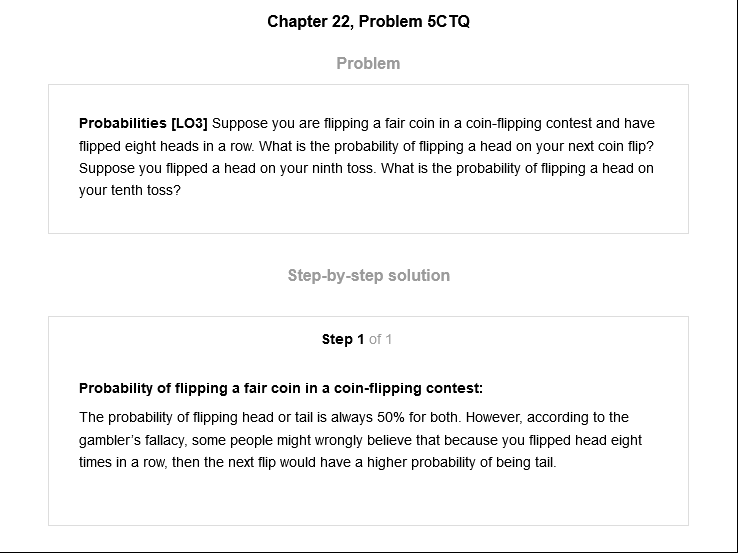 Chapter 22, Problem 5CTQ
Problem
Probabilities [LO3] Suppose you are flipping a fair coin in a coin-flipping contest and have
flipped eight heads in a row. What is the probability of flipping a head on your next coin flip?
Suppose you flipped a head on your ninth toss. What is the probability of flipping a head on
your tenth toss?
Step-by-step solution
Step 1 of 1
Probability of flipping a fair coin in a coin-flipping contest:
The probability of flipping head or tail is always 50% for both. However, according to the
gambler's fallacy, some people might wrongly believe that because you flipped head eight
times in a row, then the next flip would have a higher probability of being tail.